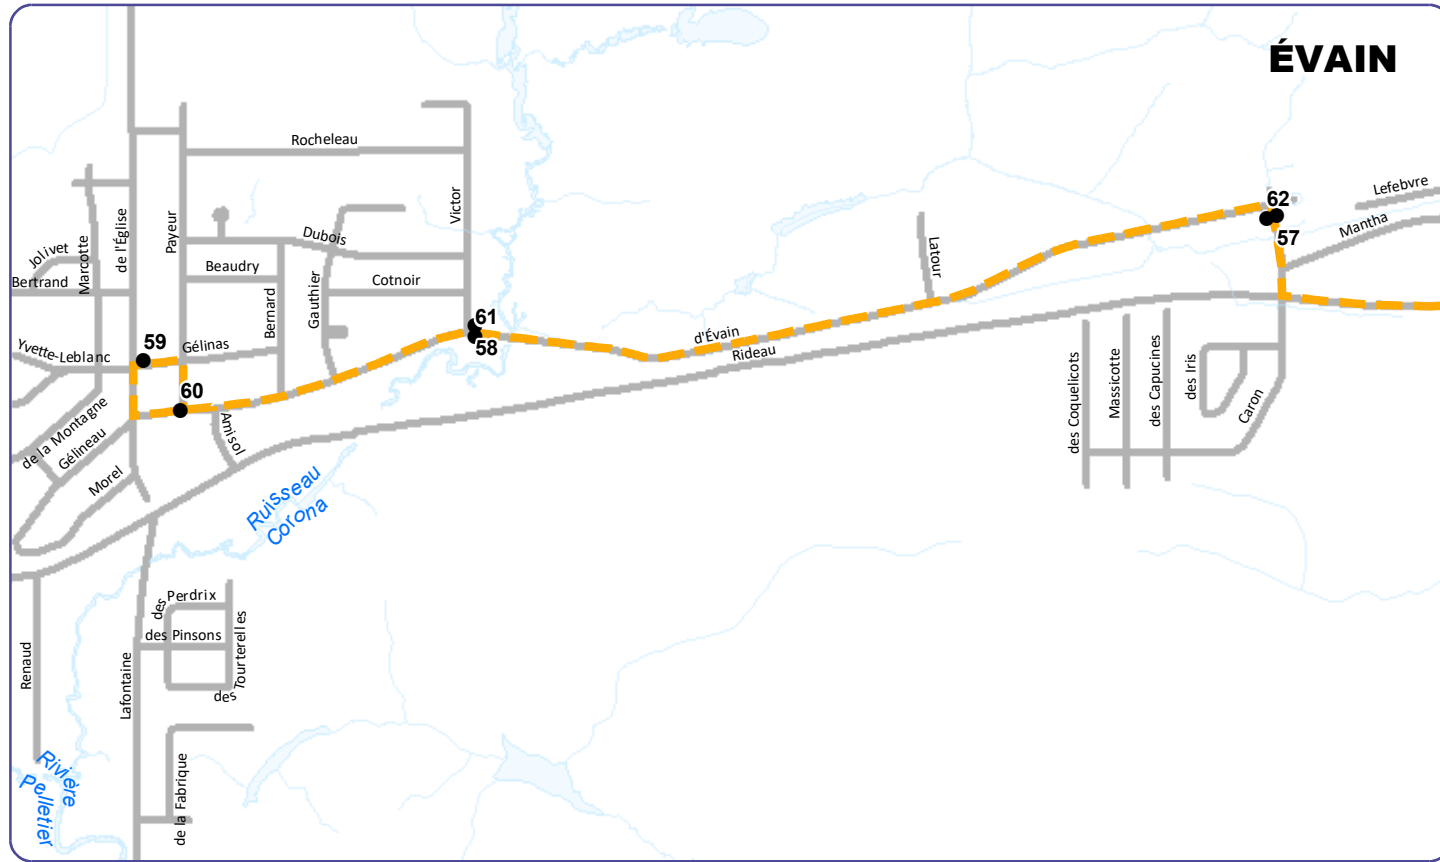 ÉVAIN
Rocheleau
Lefebvre
62
Mantha
Victor
de l'Église
Payeur
57
Dubois
Jolivet
Marcotte
Latour
Beaudry
Bertrand
Cotnoir
Gauthier
Bernard
61
59
58
d'Évain
Gélinas
Yvette-Leblanc
Rideau
60
des Coquelicots
Massicotte
des Capucines
des Iris
Caron
de la Montagne
Gélineau
Amisol
Morel
Ruisseau
Corona
des Perdrix
des Pinsons
des Tourterelles
Renaud
Lafontaine
Rivière
Pelletier
de la Fabrique